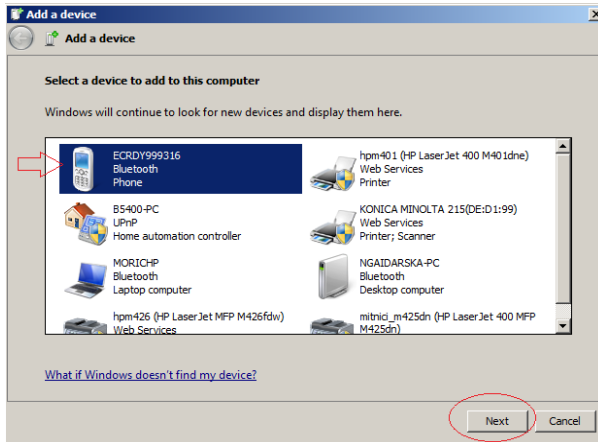 Add a device
Add a device
Select a device to add to this computer
Windows will continue to look for new devices and display them here.
ECRDY999316
Bluetooth
Phone
hpm401 (HP LaserJet 400 M401dne)
Web Services
Printer
B5400-PC
UPnP
Home automation controller
KONICA MINOLTA 215(DE:D1:99)
Web Services
Printer; Scanner
MORICHP
Bluetooth
Laptop computer
NGAIDARSKA-PC
Bluetooth
Desktop computer
hpm426 (HP LaserJet MFP M426fdw)
Web Services
mitnici_m425dn (HP LaserJet 400 MFP
M425dn)
What if Windows doesn't find my device?
Next
Cancel